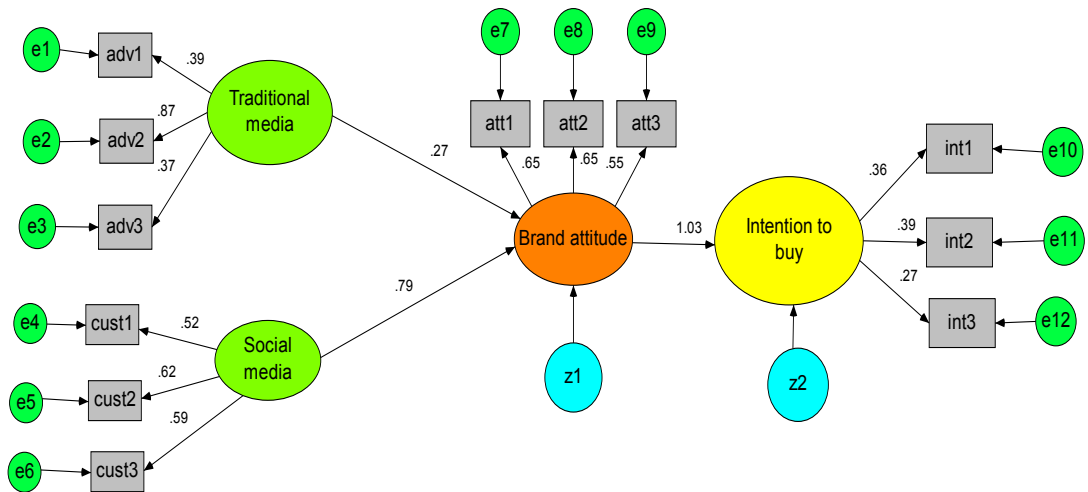 e1
adv1
.39
e2
adv2
.87
.37
e3
adv3
Traditional
media
.27
e4
cust1
.52
e5
cust2
.62
e6
cust3
.59
Social
media
.79
e7
e8
e9
att1
att2
att3
.65
.65
.55
Brand attitude
z1
1.03
Intention to
buy
z2
.36
int1
e10
.39
int2
e11
.27
int3
e12